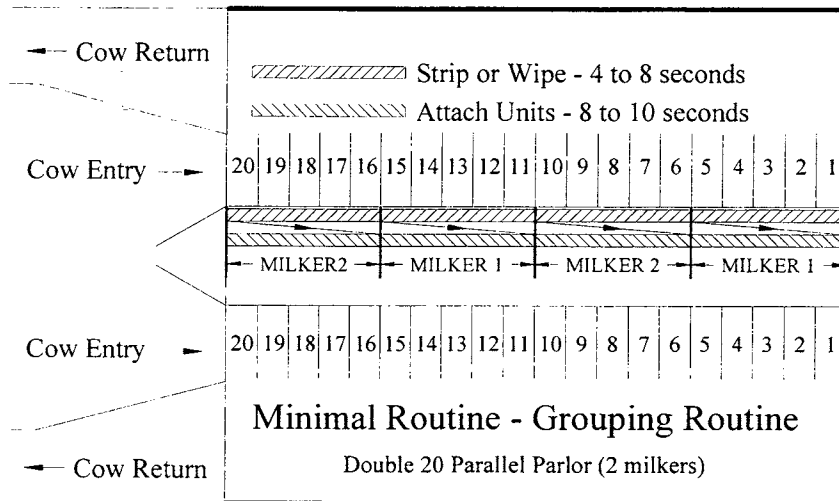 Cow Return
Strip or Wipe - 4 to 8 seconds
Attach Units - 8 to 10 seconds
Cow Entry
20 19 18 17 16 15 14 13 12 11 10 9 8 7 6 5 4 3 2 1
MILKER2 MILKER 1 MILKER 2 MILKER 1
Cow Entry
20 19 18 17 16 15 14 13 12 11 10 9 8 7 6 5 4 3 2 1
Minimal Routine - Grouping Routine
Cow Return
Double 20 Parallel Parlor (2 milkers)